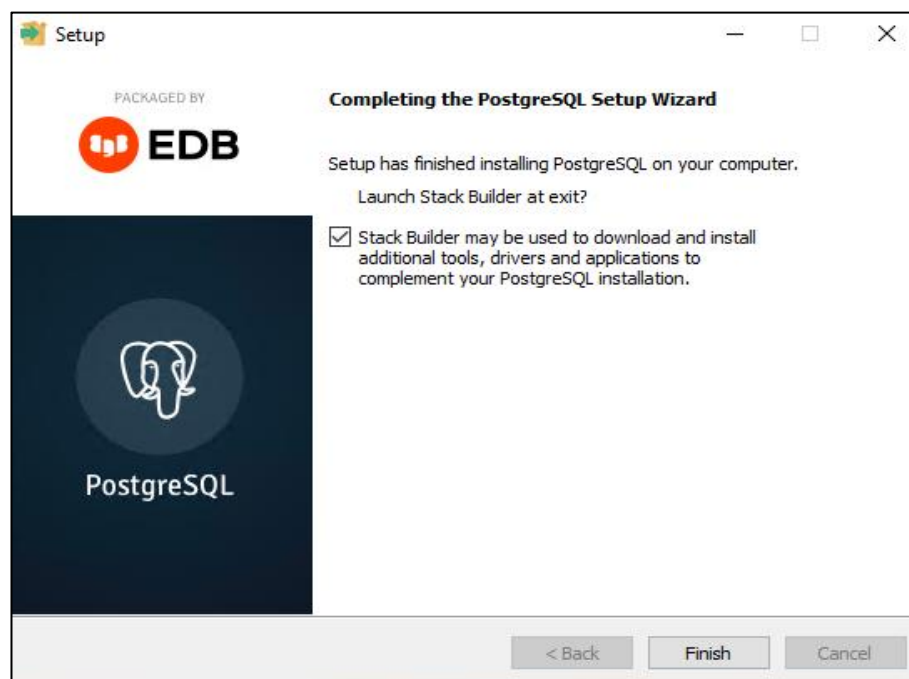 Setup
PACKAGED BY
EDB
PostgreSQL
Completing the PostgreSQL Setup Wizard
Setup has finished installing PostgreSQL on your computer.
Launch Stack Builder at exit?
Stack Builder may be used to download and install
additional tools, drivers and applications to
complement your PostgreSQL installation.
< Back
Finish
Cancel